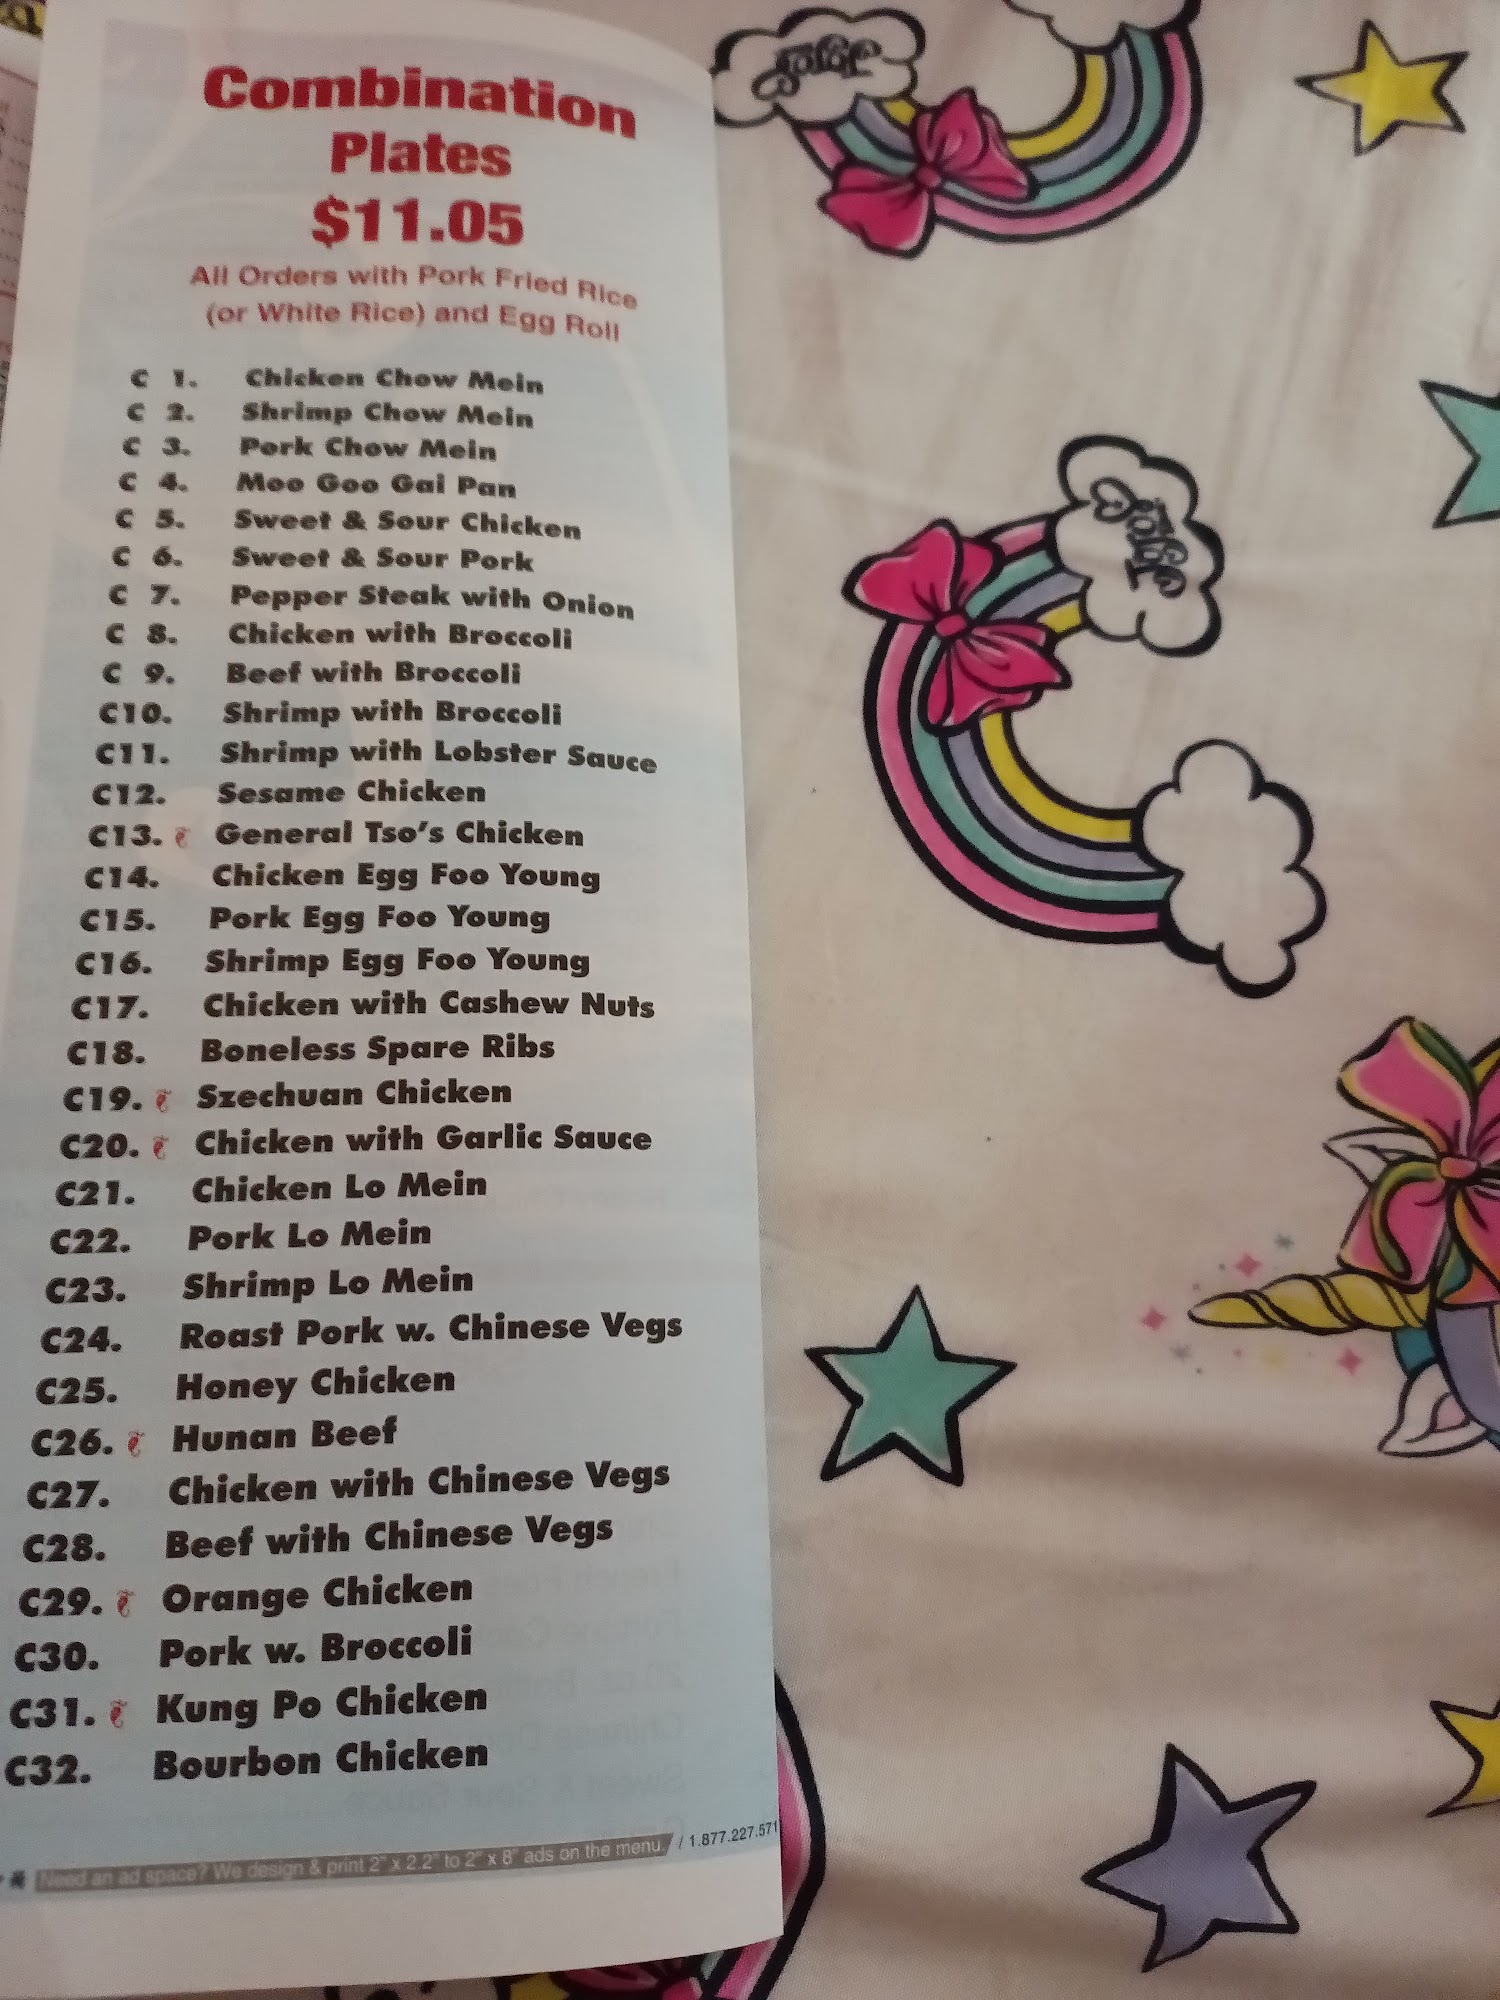 Combination
Plates
$11.05
All Orders with Pork Fried Rice
(or White Rice) and Egg Roll
C 1. Chicken Chow Mein
C 2. Shrimp Chow Mein
C 3. Pork Chow Mein
C 4. Moo Goo Gai Pan
C 5. Sweet & Sour Chicken
C 6. Sweet & Sour Pork
C 7. Pepper Steak with Onion
C 8. Chicken with Broccoli
C 9. Beef with Broccoli
C10. Shrimp with Broccoli
C11. Shrimp with Lobster Sauce
C12. Sesame Chicken
C13. General Tso's Chicken
C14. Chicken Egg Foo Young
C15. Pork Egg Foo Young
C16. Shrimp Egg Foo Young
C17. Chicken with Cashew Nuts
C18. Boneless Spare Ribs
C19. Szechuan Chicken
C20. Chicken with Garlic Sauce
C21. Chicken Lo Mein
C22. Pork Lo Mein
C23. Shrimp Lo Mein
C24. Roast Pork w. Chinese Vegs
C25. Honey Chicken
C26. Hunan Beef
C27. Chicken with Chinese Vegs
C28. Beef with Chinese Vegs
C29. Orange Chicken
C30. Pork w. Broccoli
C31. Kung Po Chicken
C32. Bourbon Chicken
Need an ad space? We design & print 2" x 2.2" to 2" x 8" ads on the menu. / 1.877.227.571
Jojo
Jojo